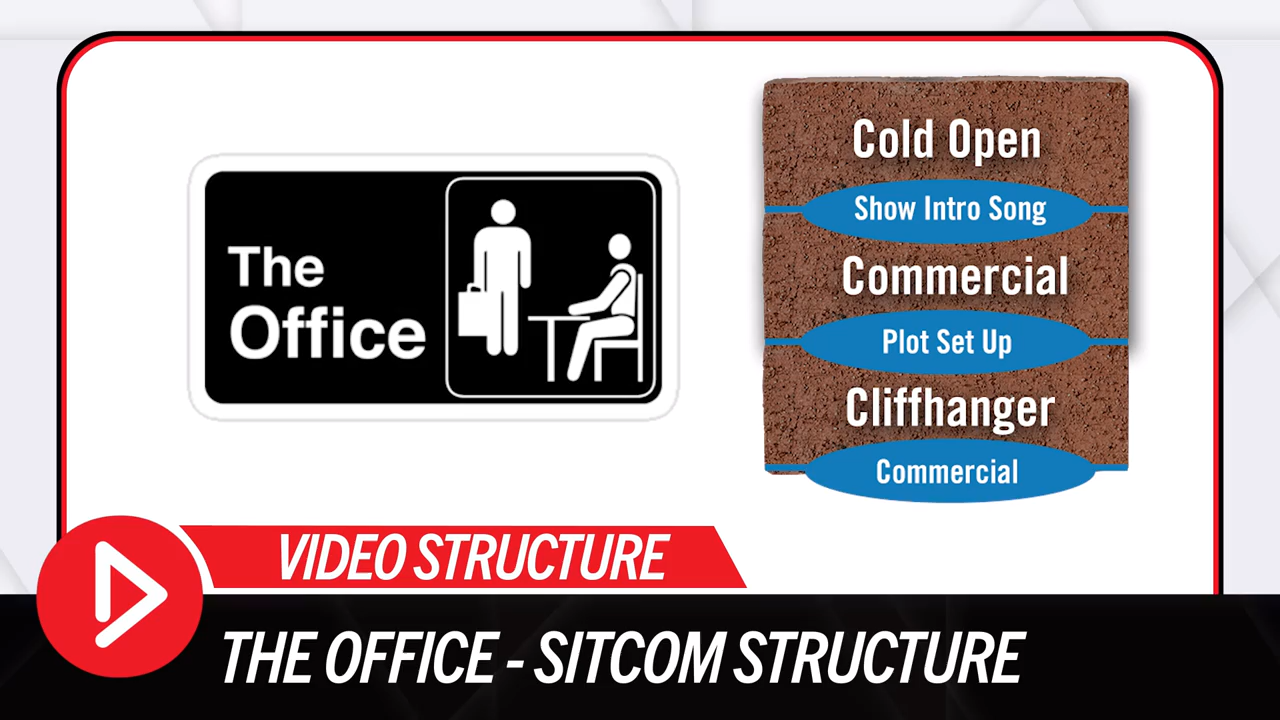 The
Office
Cold Open
Show Intro Song
Commercial
Plot Set Up
Cliffhanger
Commercial
VIDEO STRUCTURE
THE OFFICE - SITCOM STRUCTURE